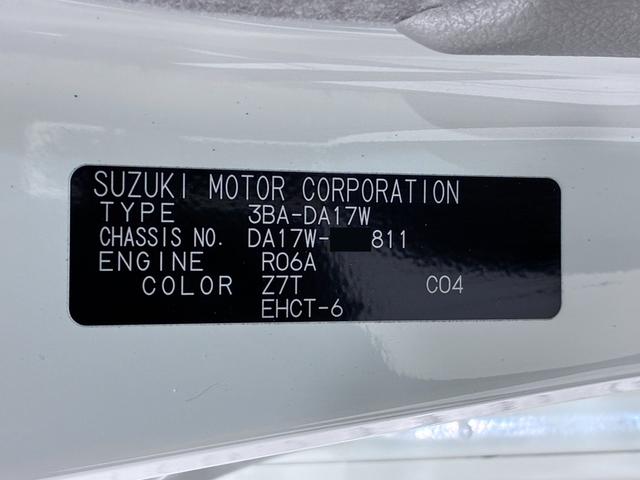 SUZUKI MOTOR CORPORATION
TYPE 3BA-DA17W
CHASSIS NO. DA17W- 811
ENGINE R06A
COLOR Z7T C04
EHCT-6